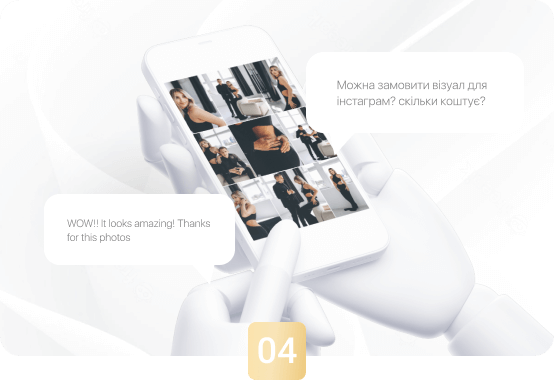 Можна замовити візуал для
інстаграм? скільки коштує?
WOW!! It looks amazing! Thanks
for this photos
04